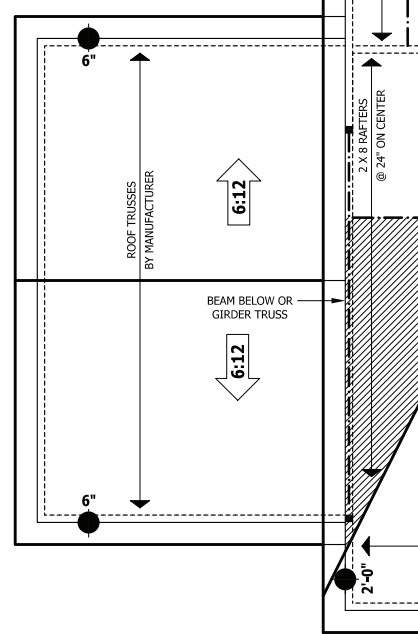 6"
2 X 8 RAFTERS
@ 24" ON CENTER
ROOF TRUSSES
BY MANUFACTURER
6:12
BEAM BELOW OR
GIRDER TRUSS
6:12
6"
2'-0"